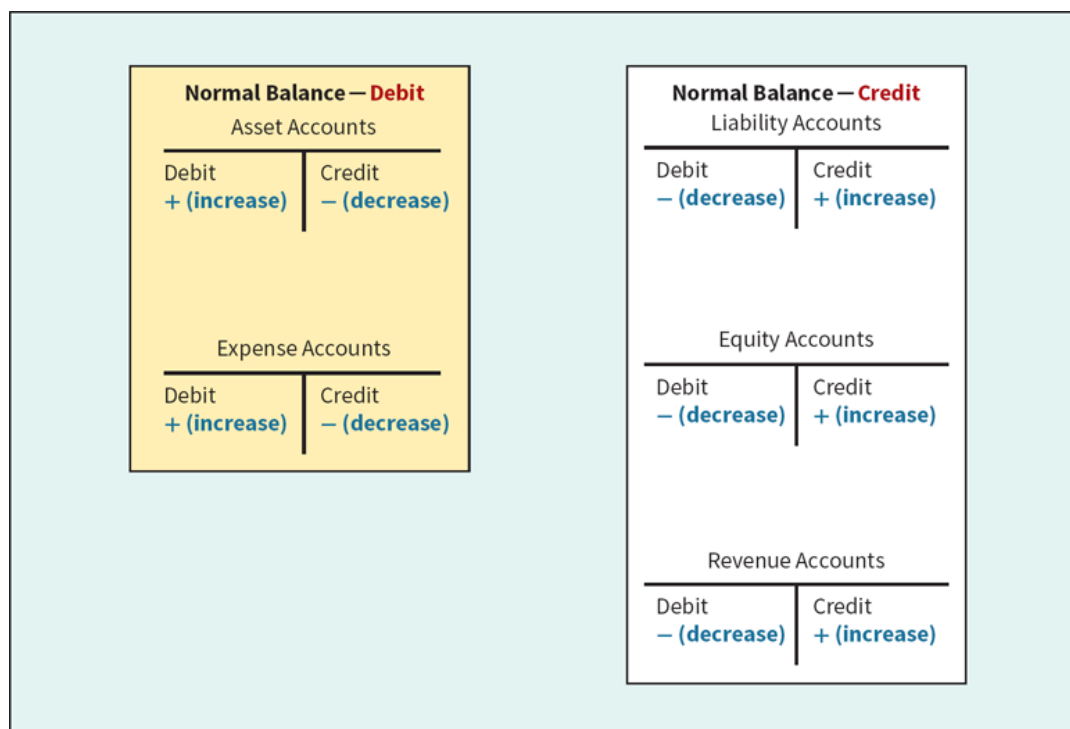 Normal Balance—Debit
Asset Accounts
Debit Credit
+ (increase) − (decrease)
Expense Accounts
Debit Credit
+ (increase) − (decrease)
Normal Balance—Credit
Liability Accounts
Debit Credit
− (decrease) + (increase)
Equity Accounts
Debit Credit
− (decrease) + (increase)
Revenue Accounts
Debit Credit
− (decrease) + (increase)